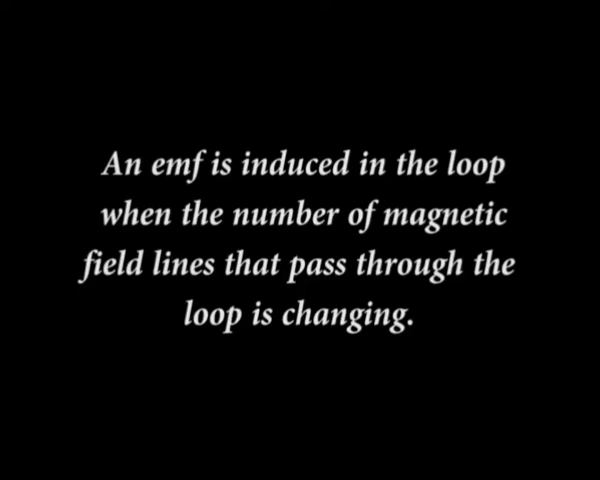 An emf is induced in the loop
when the number of magnetic
field lines that pass through the
loop is changing.